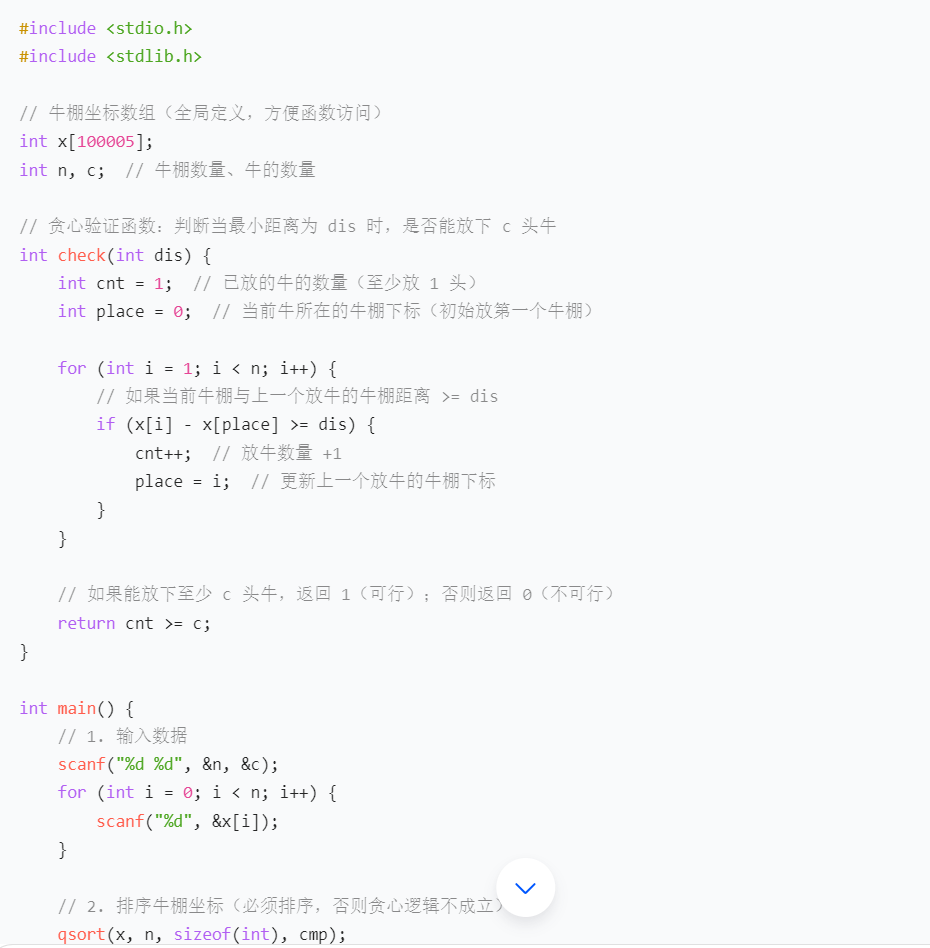 #include <stdio.h>
#include <stdlib.h>
// 牛棚坐标数组（全局定义，方便函数访问）
int x[100005];
int n, c;  // 牛棚数量、牛的数量
// 贪心验证函数：判断当最小距离为 dis 时，是否能放下 c 头牛
int check(int dis) {
    int cnt = 1;  // 已放的牛的数量（至少放 1 头）
    int place = 0;  // 当前牛所在的牛棚下标（初始放第一个牛棚）
    for (int i = 1; i < n; i++) {
        // 如果当前牛棚与上一个放牛的牛棚距离 >= dis
        if (x[i] - x[place] >= dis) {
            cnt++;  // 放牛数量 +1
            place = i;  // 更新上一个放牛的牛棚下标
        }
    }
    // 如果能放下至少 c 头牛，返回 1（可行）；否则返回 0（不可行）
    return cnt >= c;
}
int main() {
    // 1. 输入数据
    scanf("%d %d", &n, &c);
    for (int i = 0; i < n; i++) {
        scanf("%d", &x[i]);
    }
    // 2. 排序牛棚坐标（必须排序，否则贪心逻辑不成立）
    qsort(x, n, sizeof(int), cmp);